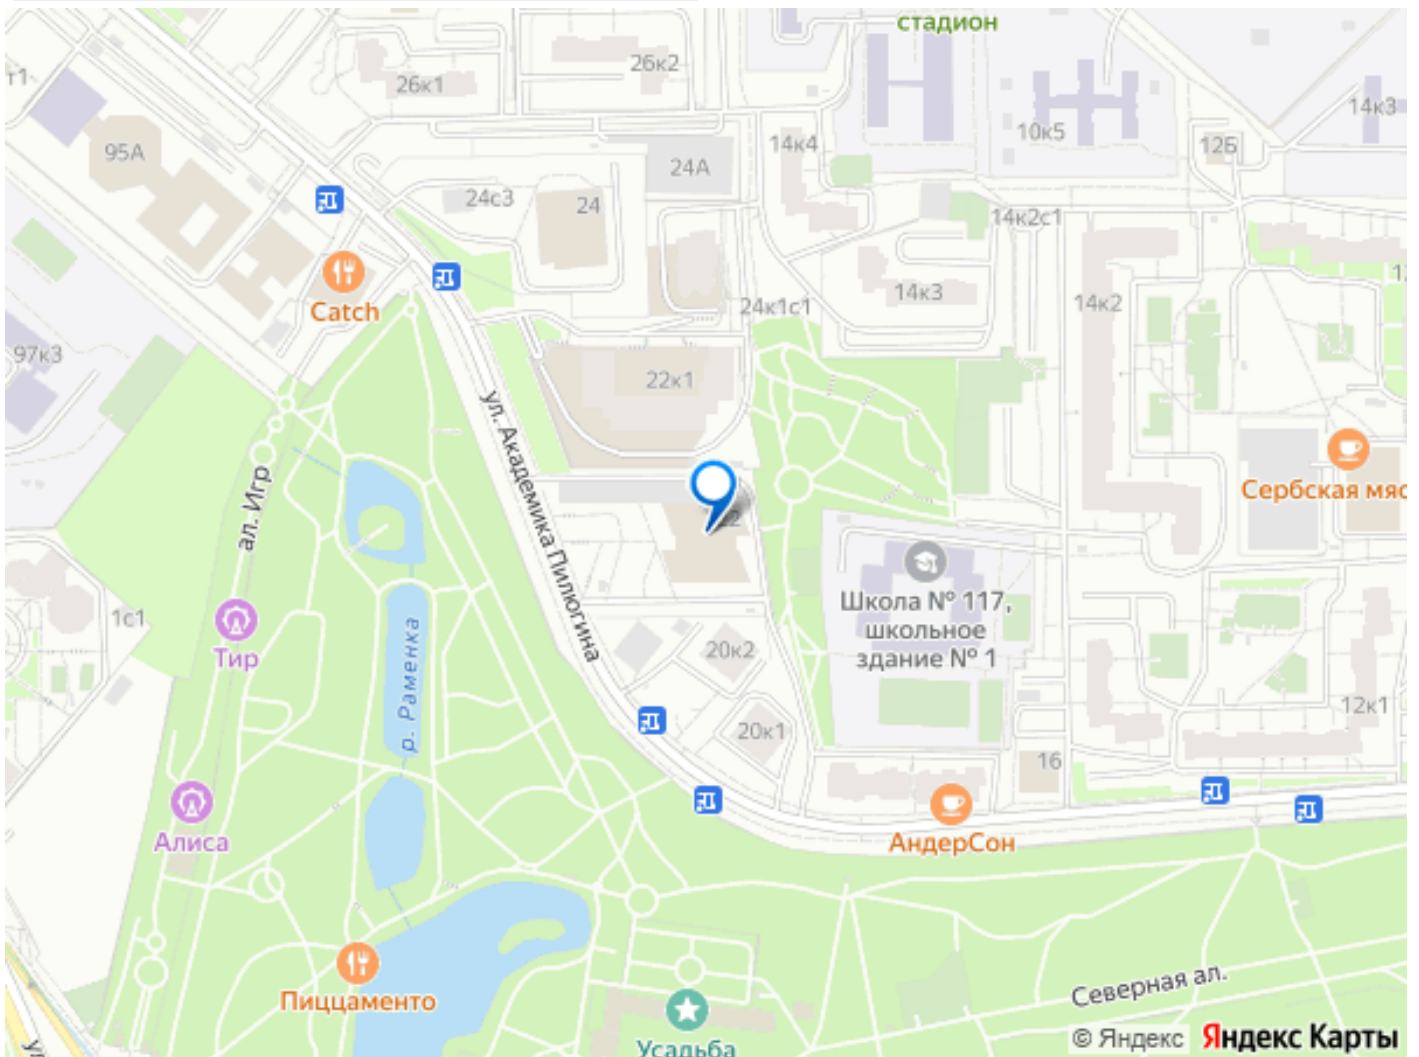 стадион
26к2
26к1
14к3
10к5
14к4
12Б
95А
24А
24с3
24
14к2с1
14к3
14к2
24к1с1
Catch
97к3
22к1
ул. Академика Пилюгина
ал. Игр
Сербская мяс
Школа № 117,
школьное
здание № 1
1с1
Тир
р. Раменка
20к2
20к1
12к1
16
Алиса
АндерСон
Пиццаменто
Северная ал.
Усадьба
© Яндекс Яндекс Карты